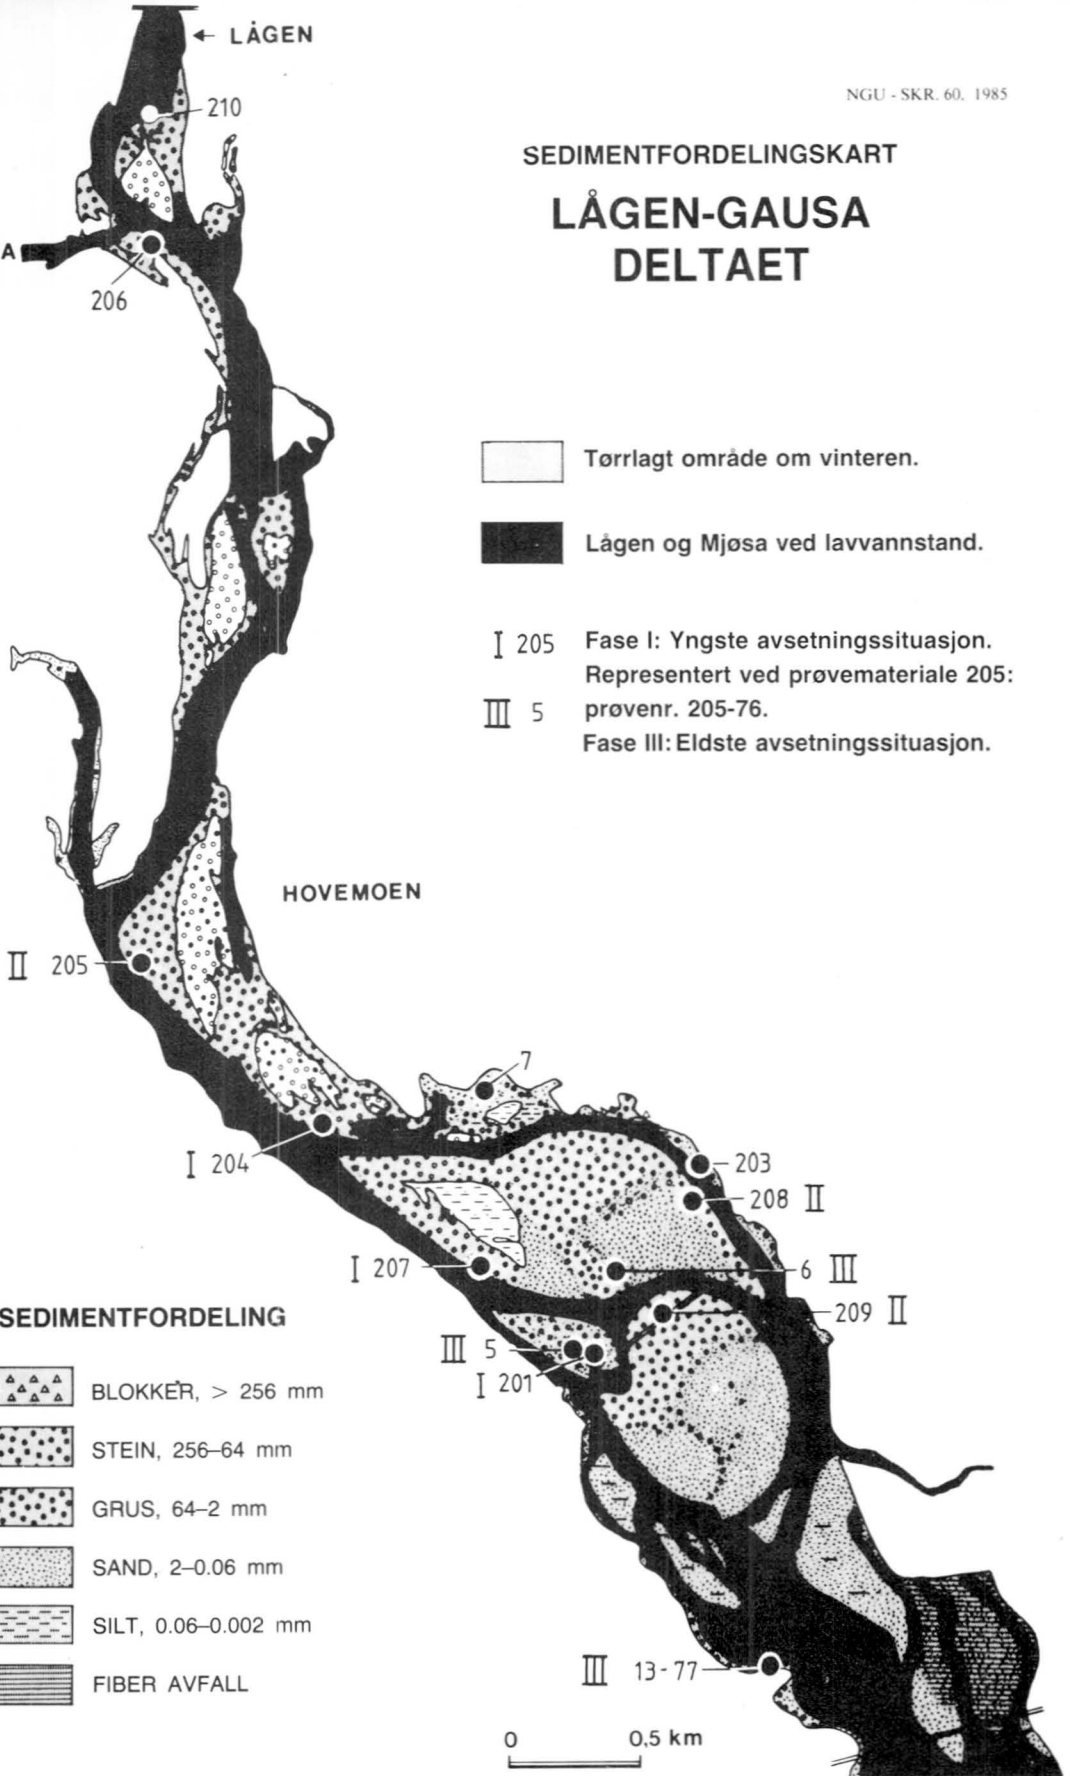 ← LÅGEN
210
NGU - SKR. 60. 1985
SEDIMENTFORDELINGSKART
LÅGEN-GAUSA
DELTAET
A
206
Tørrlagt område om vinteren.
Lågen og Mjøsa ved lavvannstand.
I 205 Fase I: Yngste avsetningssituasjon.
Representert ved prøvemateriale 205:
III 5 prøvenr. 205-76.
Fase III: Eldste avsetningssituasjon.
HOVEMOEN
II 205
7
I 204
203
208 II
I 207
6 III
209 II
III 5
I 201
SEDIMENTFORDELING
BLOKKER, > 256 mm
STEIN, 256–64 mm
GRUS, 64–2 mm
SAND, 2–0.06 mm
SILT, 0.06–0.002 mm
FIBER AVFALL
III 13-77
0 0,5 km